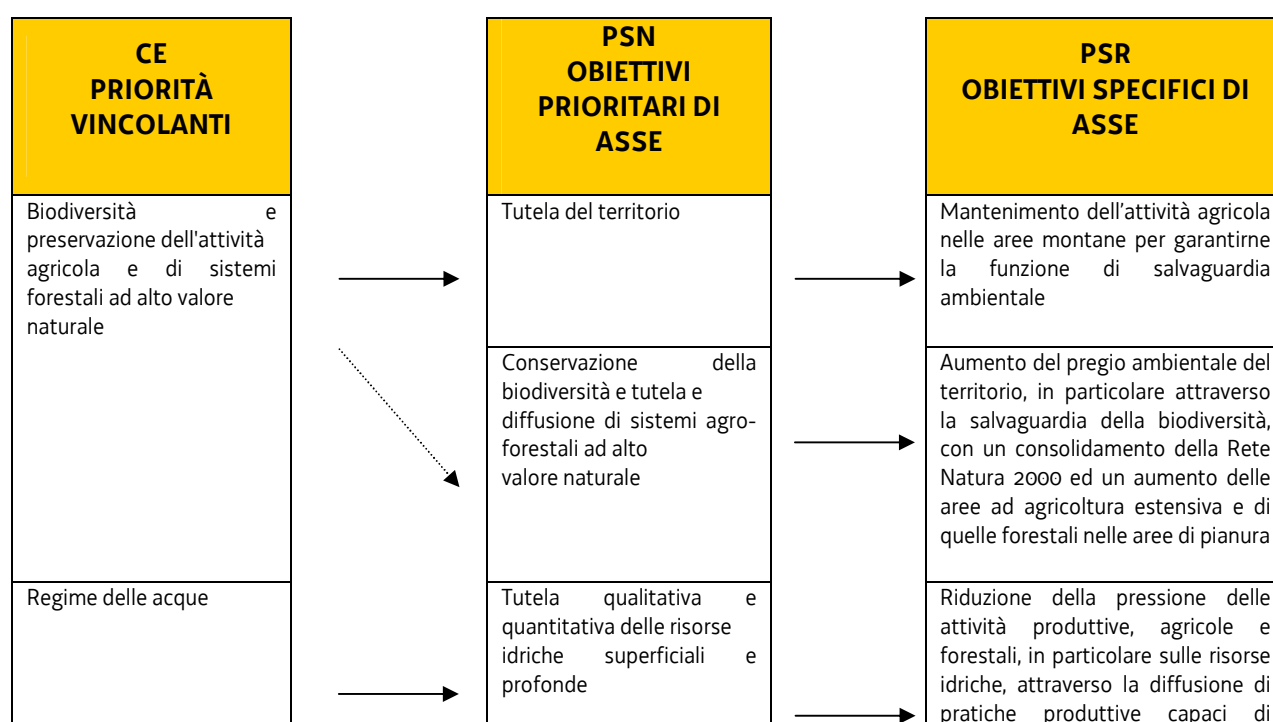 CE
PRIORITÀ
VINCOLANTI
PSN
OBIETTIVI
PRIORITARI DI
ASSE
PSR
OBIETTIVI SPECIFICI DI
ASSE
Biodiversità e
preservazione dell'attività
agricola e di sistemi
forestali ad alto valore
naturale
Tutela del territorio
Mantenimento dell’attività agricola
nelle aree montane per garantirne
la funzione di salvaguardia
ambientale
Conservazione della
biodiversità e tutela e
diffusione di sistemi agro-
forestali ad alto
valore naturale
Aumento del pregio ambientale del
territorio, in particolare attraverso
la salvaguardia della biodiversità,
con un consolidamento della Rete
Natura 2000 ed un aumento delle
aree ad agricoltura estensiva e di
quelle forestali nelle aree di pianura
Regime delle acque
Tutela qualitativa e
quantitativa delle risorse
idriche superficiali e
profonde
Riduzione della pressione delle
attività produttive, agricole e
forestali, in particolare sulle risorse
idriche, attraverso la diffusione di
pratiche produttive capaci di